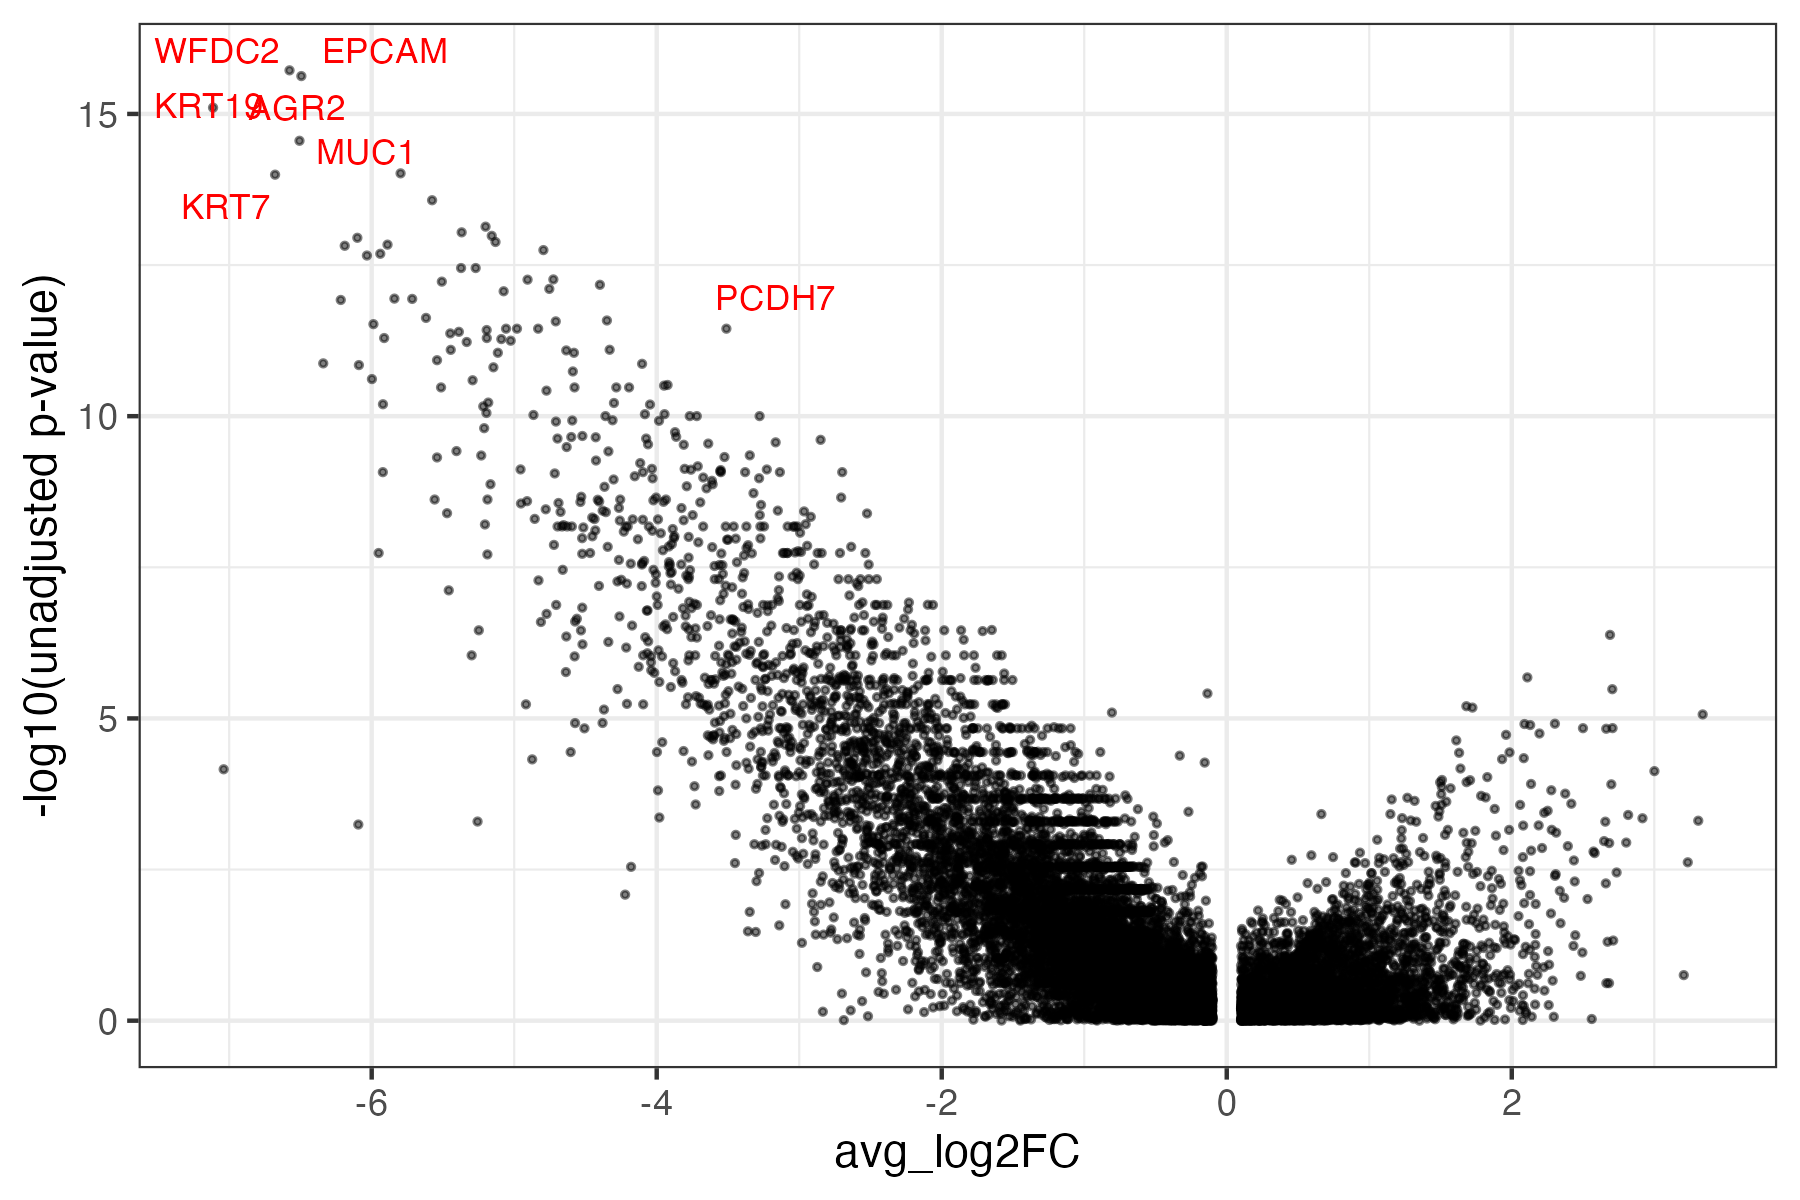 WFDC2
EPCAM
KRT19
AGR2
MUC1
KRT7
PCDH7
15
10
5
0
-log10(unadjusted p-value)
-6
-4
-2
0
2
avg_log2FC